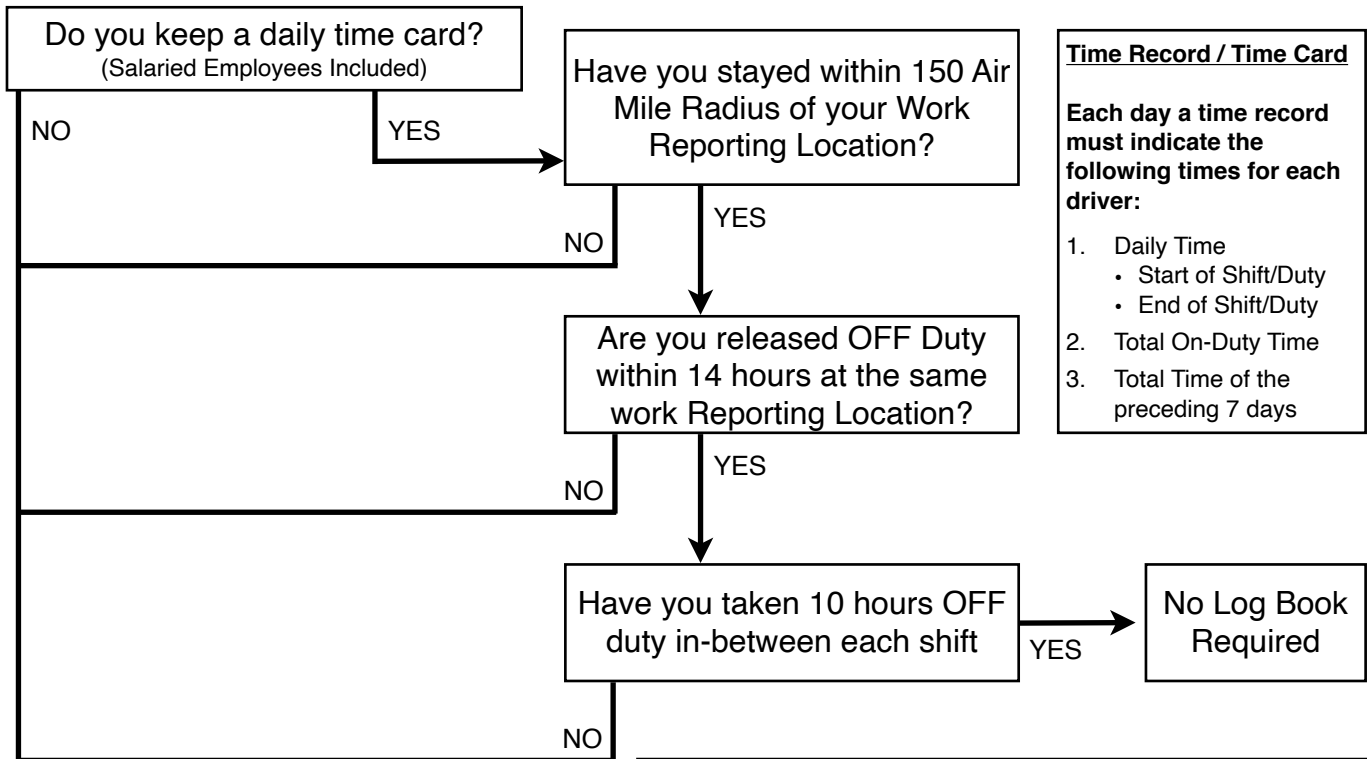 Do you keep a daily time card?
(Salaried Employees Included)
NO
YES
Have you stayed within 150 Air
Mile Radius of your Work
Reporting Location?
NO
YES
Are you released OFF Duty
within 14 hours at the same
work Reporting Location?
NO
YES
Have you taken 10 hours OFF
duty in-between each shift
YES
No Log Book
Required
NO
Time Record / Time Card
Each day a time record
must indicate the
following times for each
driver:
1. Daily Time
• Start of Shift/Duty
• End of Shift/Duty
2. Total On-Duty Time
3. Total Time of the
preceding 7 days